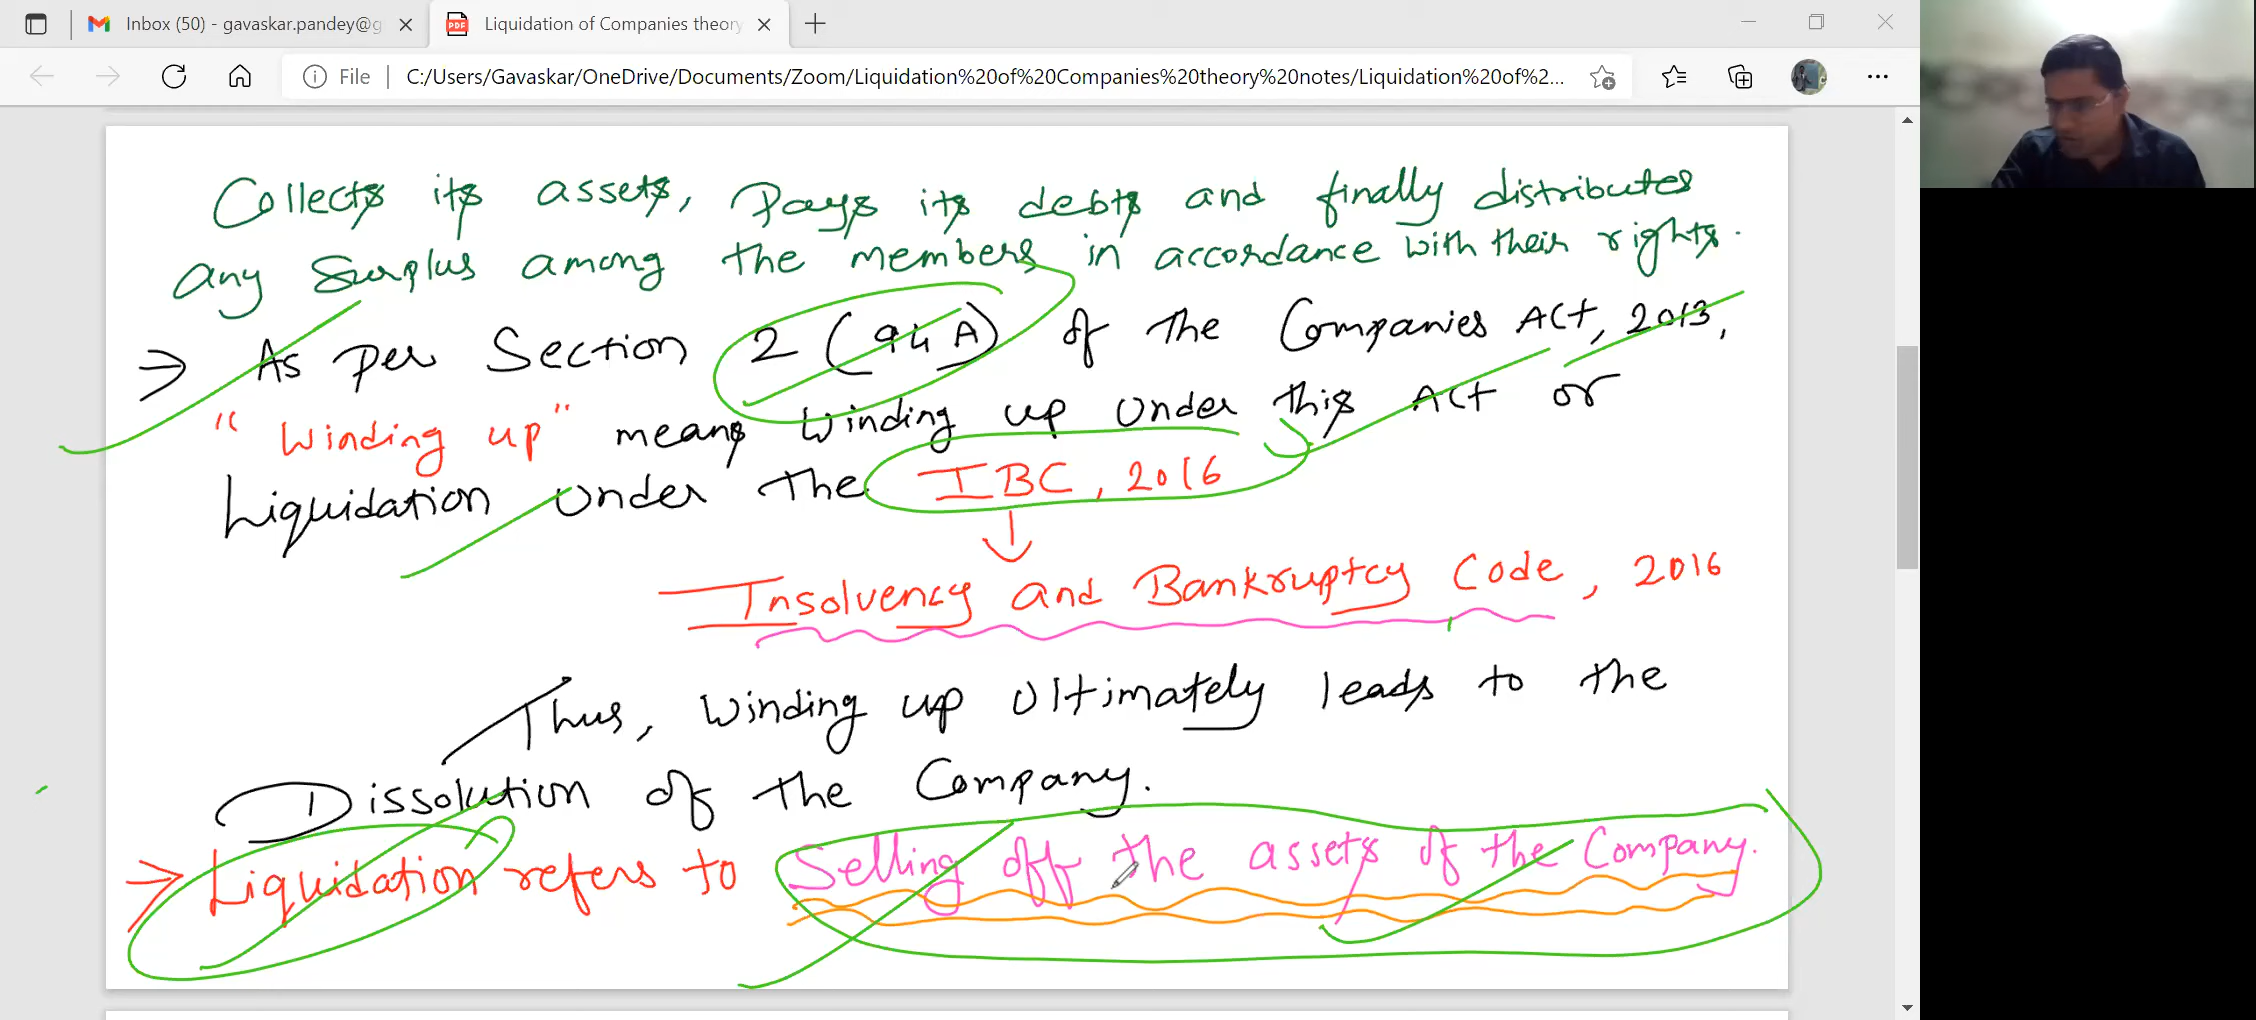 Inbox (50) - gavaskar.pandey@g
Liquidation of Companies theory
File
C:/Users/Gavaskar/OneDrive/Documents/Zoom/Liquidation%20of%20Companies%20theory%20notes/Liquidation%20of%2...
Collects its assets, Pays its debts and finally distributes
any Surplus among the members in accordance with their rights.
⇒ As per Section 2 (94A) of the Companies Act, 2013,
"Winding up" means Winding up Under this Act or
Liquidation Under the IBC, 2016
Insolvency and Bankruptcy Code, 2016
Thus, Winding up Ultimately leads to the
Dissolution of the Company.
⇒ Liquidation refers to Selling off the assets of the Company.